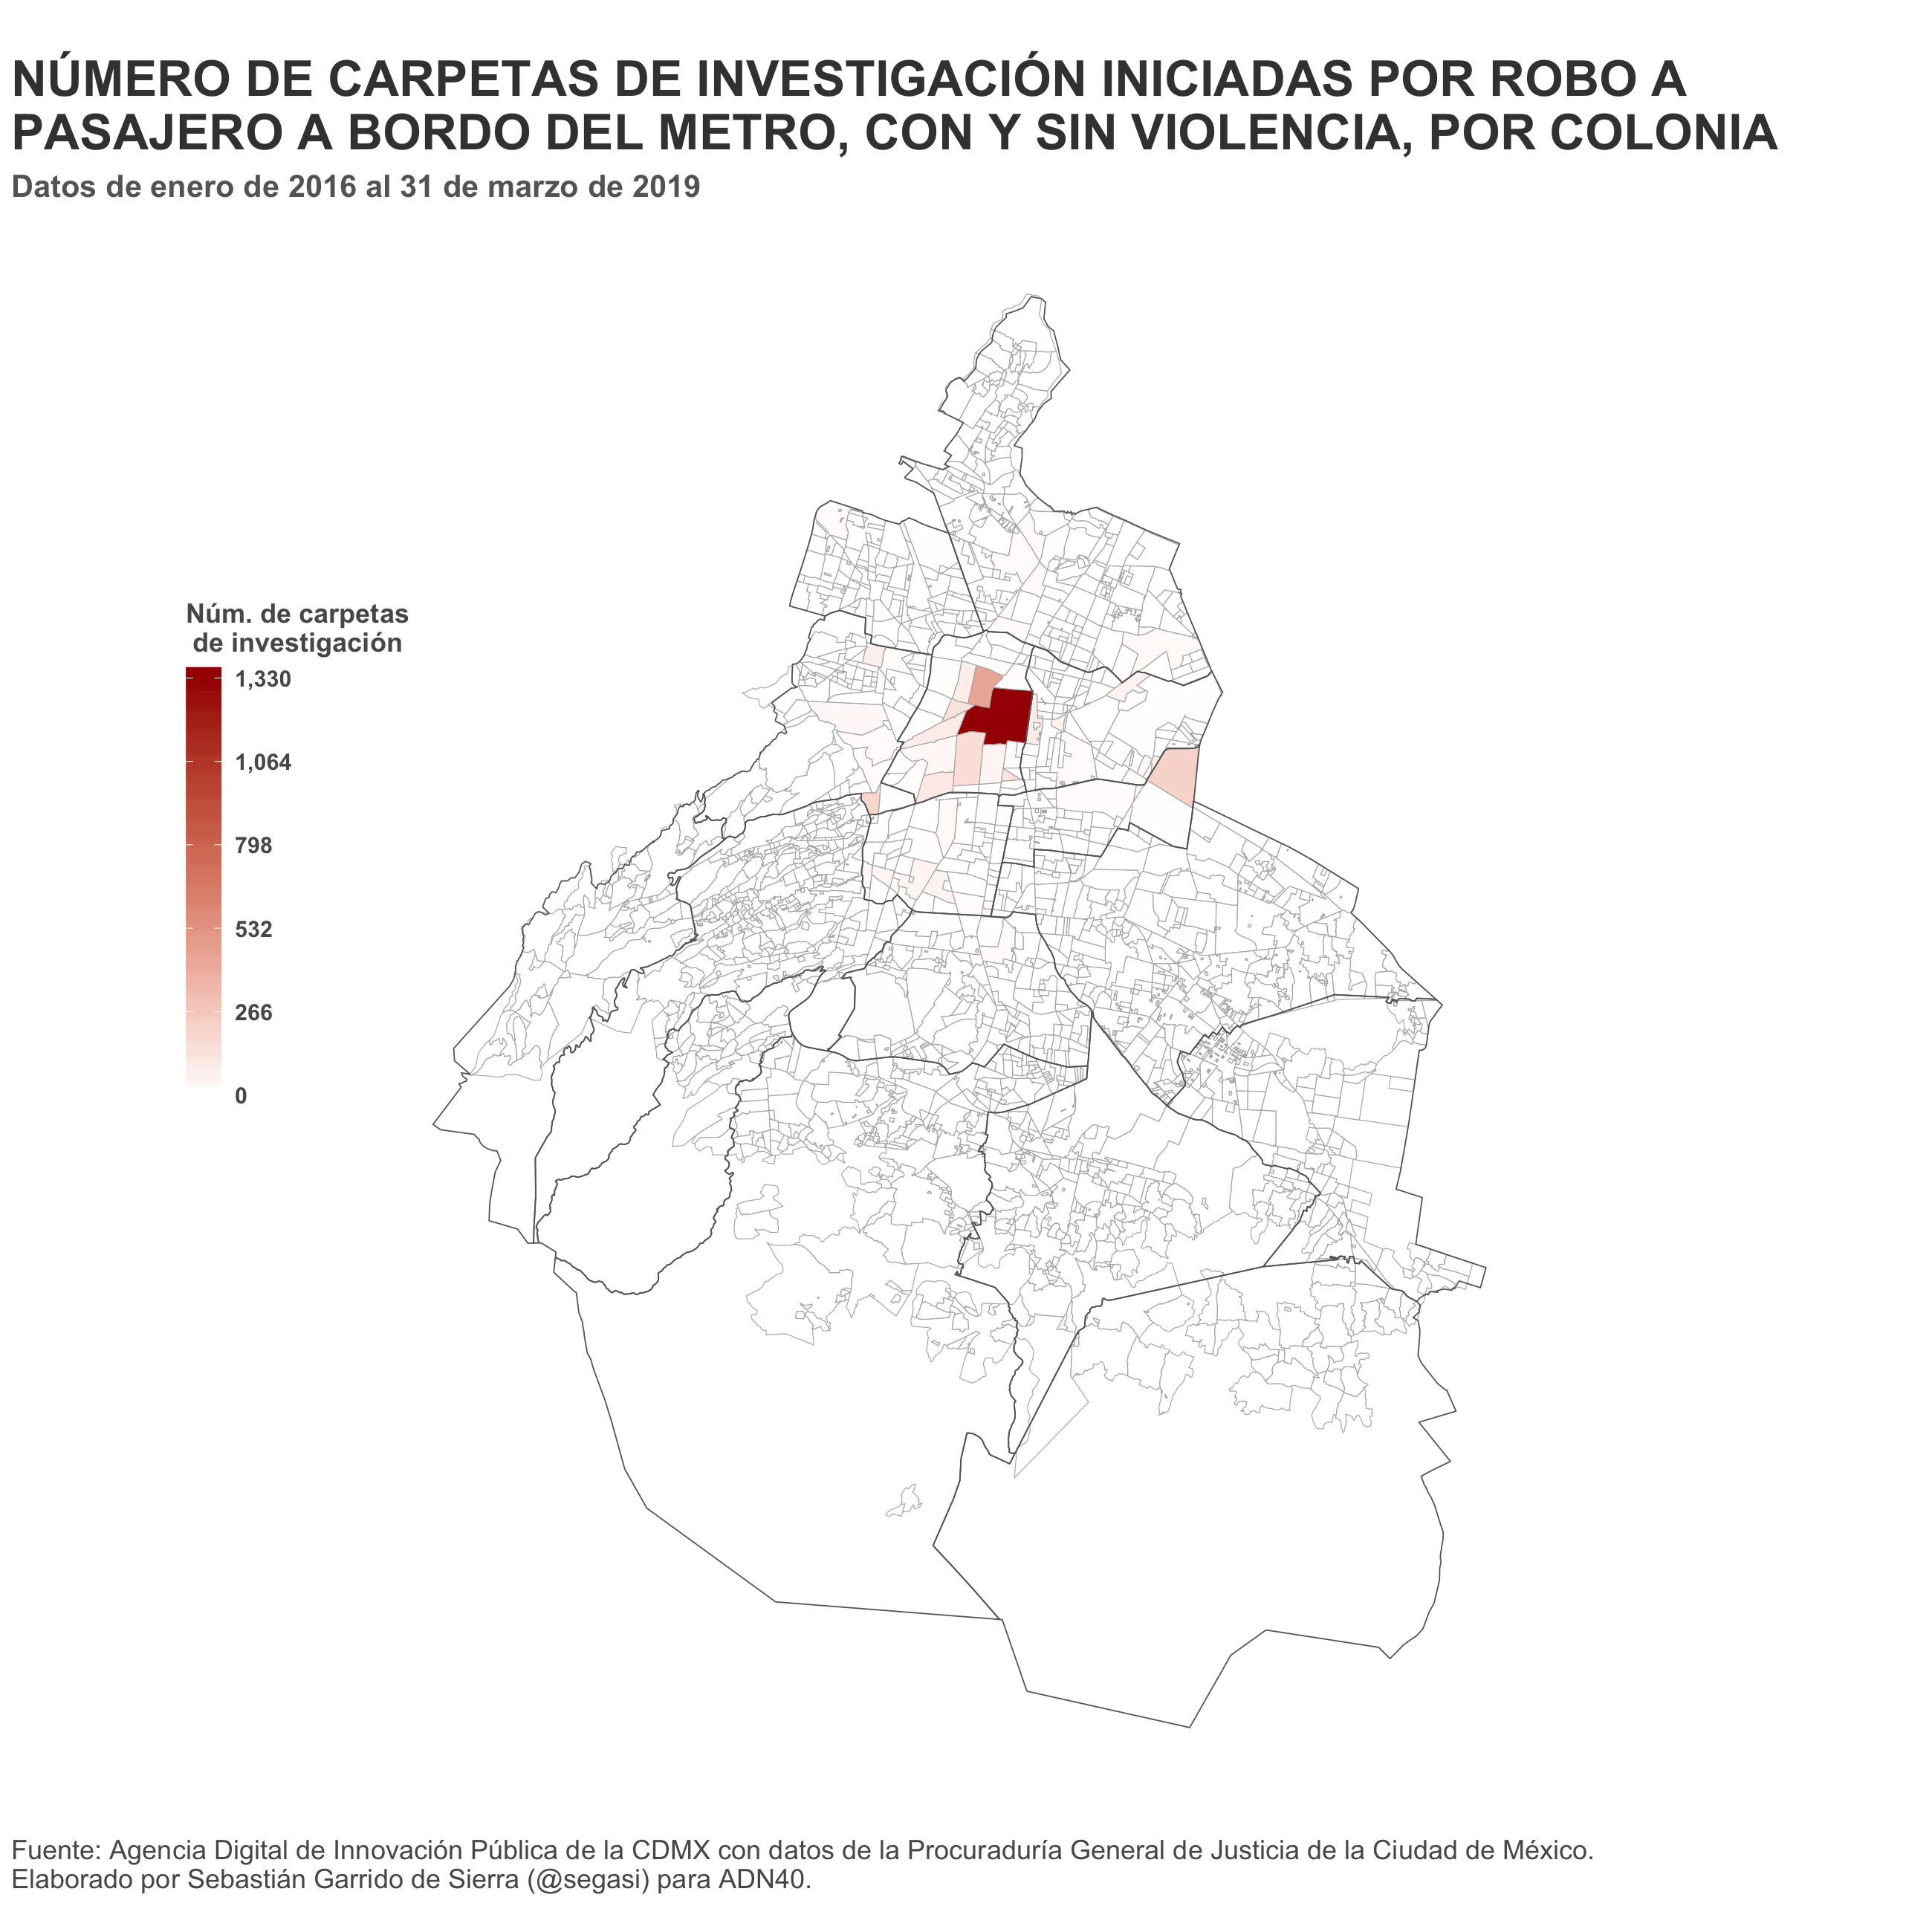 NÚMERO DE CARPETAS DE INVESTIGACIÓN INICIADAS POR ROBO A
PASAJERO A BORDO DEL METRO, CON Y SIN VIOLENCIA, POR COLONIA
Datos de enero de 2016 al 31 de marzo de 2019
Núm. de carpetas
de investigación
1,330
1,064
798
532
266
0
Fuente: Agencia Digital de Innovación Pública de la CDMX con datos de la Procuraduría General de Justicia de la Ciudad de México.
Elaborado por Sebastián Garrido de Sierra (@segasi) para ADN40.